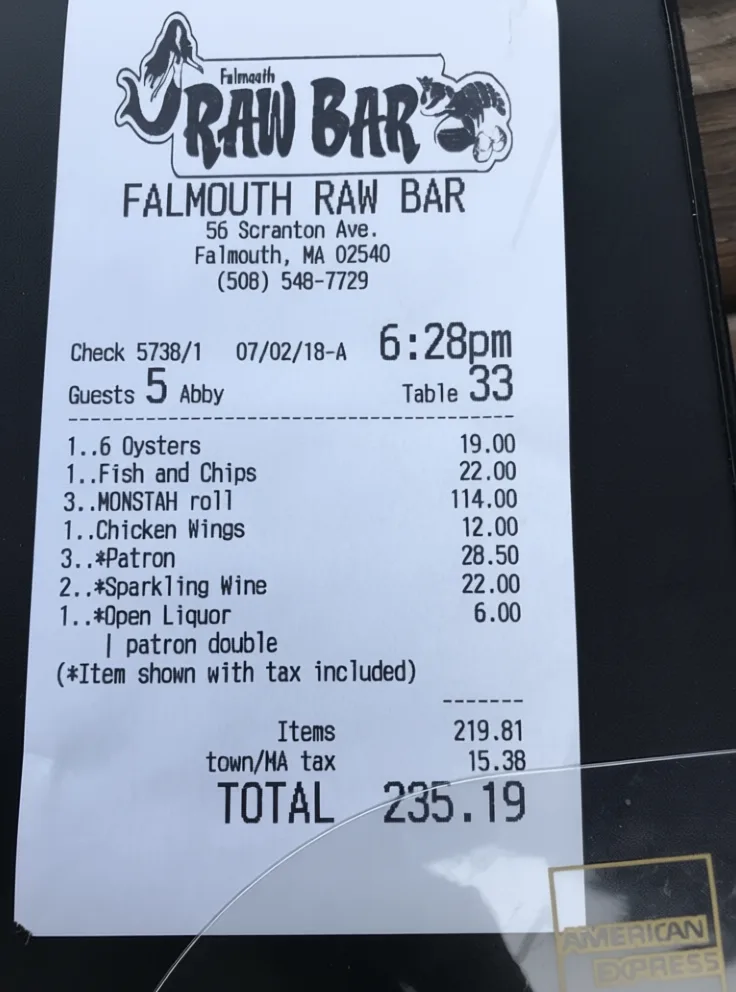 Falmouth
RAW BAR
FALMOUTH RAW BAR
56 Scranton Ave.
Falmouth, MA 02540
(508) 548-7729
Check 5738/1 07/02/18-A 6:28pm
Guests 5 Abby Table 33
1..6 Oysters 19.00
1..Fish and Chips 22.00
3..MONSTAH roll 114.00
1..Chicken Wings 12.00
3..*Patron 28.50
2..*Sparkling Wine 22.00
1..*Open Liquor 6.00
| patron double
(*Item shown with tax included)
Items 219.81
town/MA tax 15.38
TOTAL 235.19
AMERICAN
EXPRESS